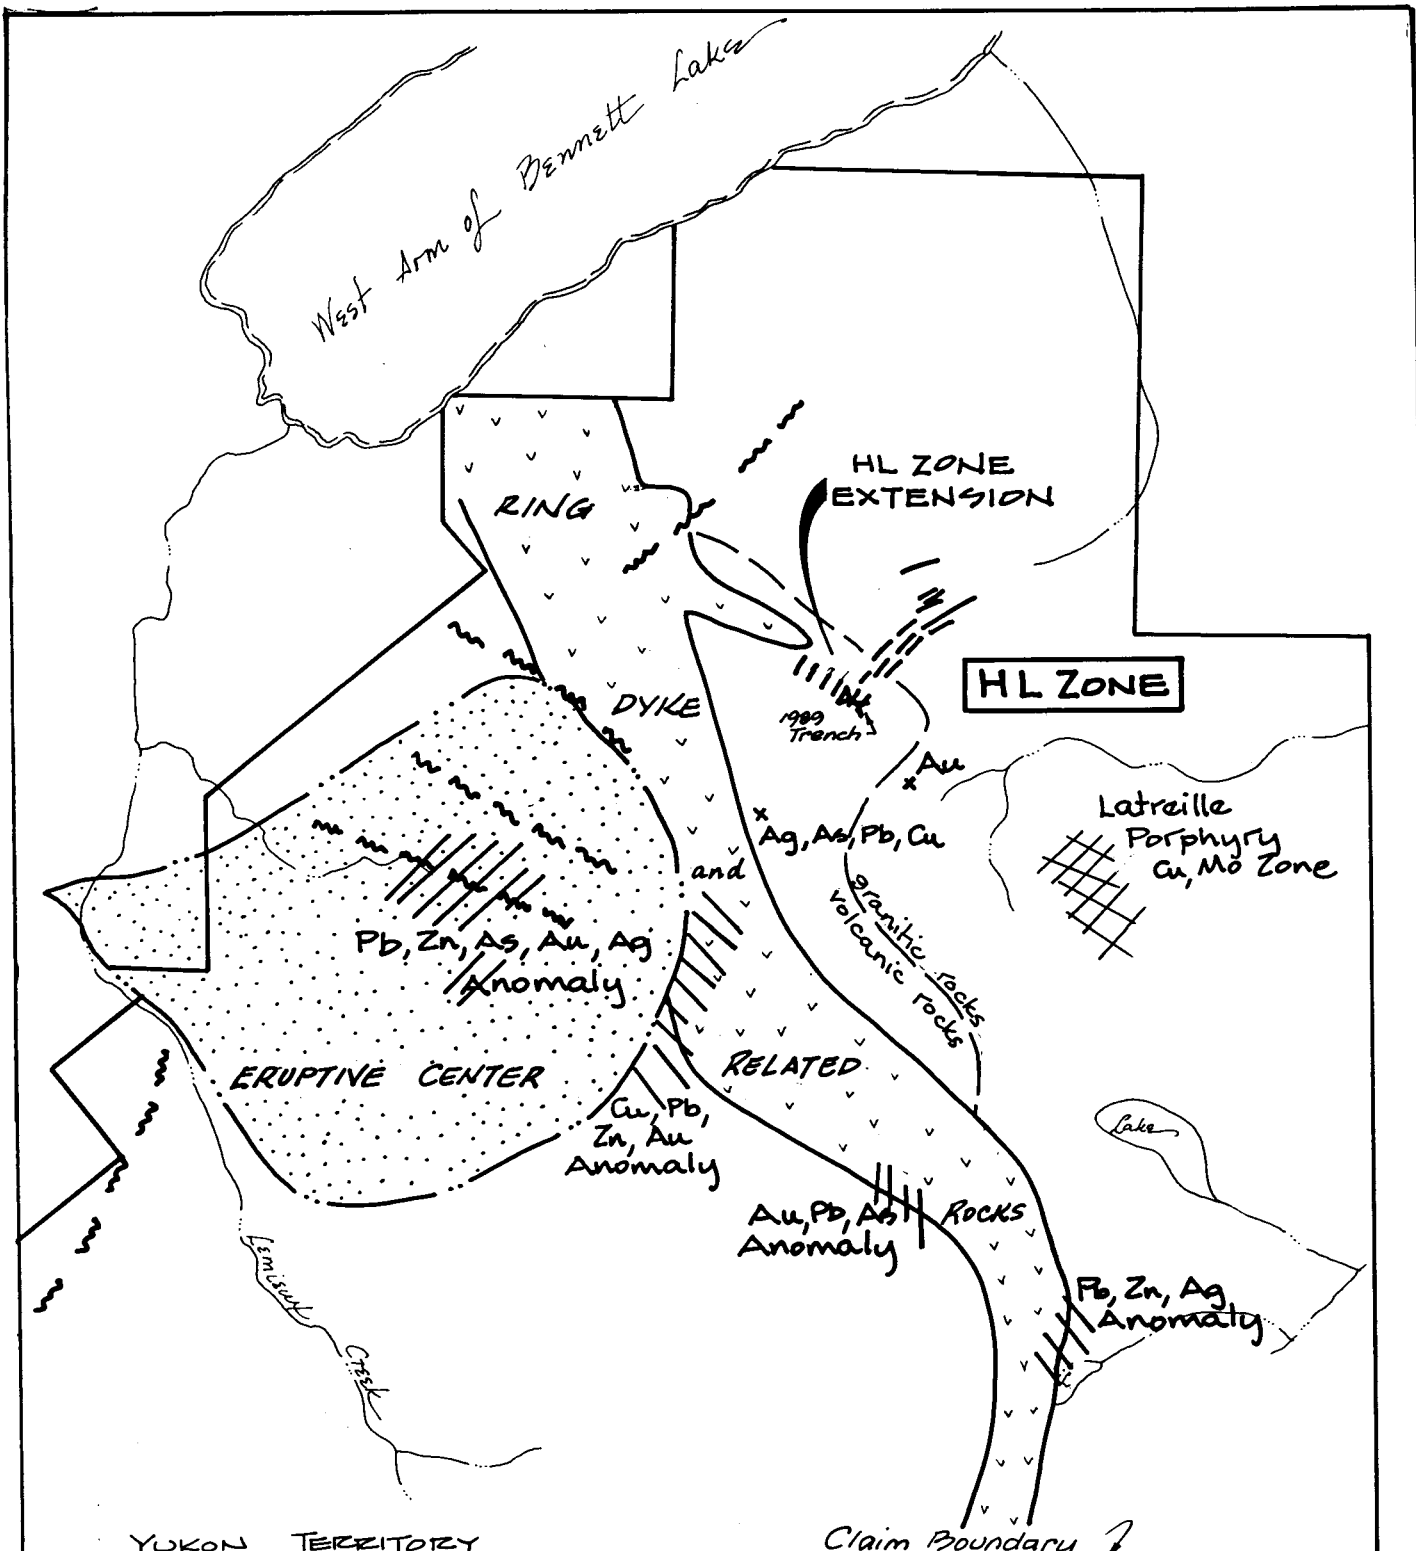 West Arm of Bennett Lake
HL ZONE
EXTENSION
RING
HL ZONE
DYKE
1989
Trench
Au
Latreille
Porphyry
Cu, Mo Zone
Ag, As, Pb, Cu
and
granitic rocks
volcanic rocks
Pb, Zn, As, Au, Ag
Anomaly
RELATED
ERUPTIVE CENTER
Cu, Pb,
Zn, Au
Anomaly
Lake
Au, Pb, As
Anomaly
ROCKS
Pb, Zn, Ag
Anomaly
Creek
YUKON TERRITORY
Claim Boundary